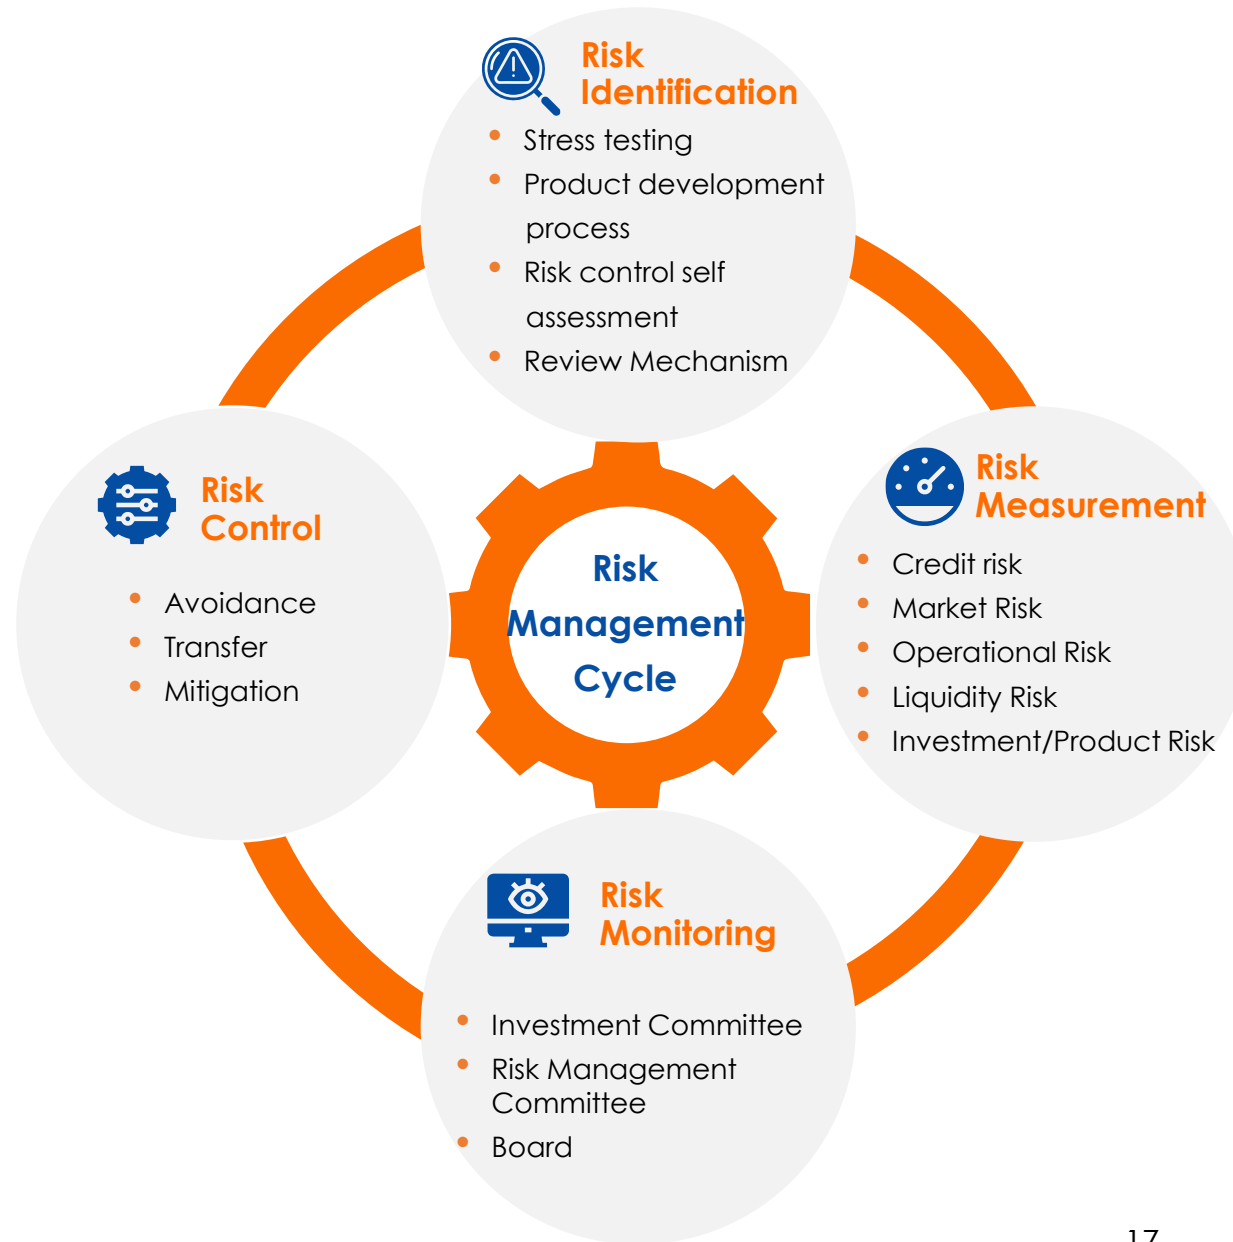 Risk
Identification
• Stress testing
• Product development
process
• Risk control self
assessment
• Review Mechanism
Risk
Measurement
• Credit risk
• Market Risk
• Operational Risk
• Liquidity Risk
• Investment/Product Risk
Risk
Control
• Avoidance
• Transfer
• Mitigation
Risk
Management
Cycle
Risk
Monitoring
• Investment Committee
• Risk Management
Committee
• Board
17